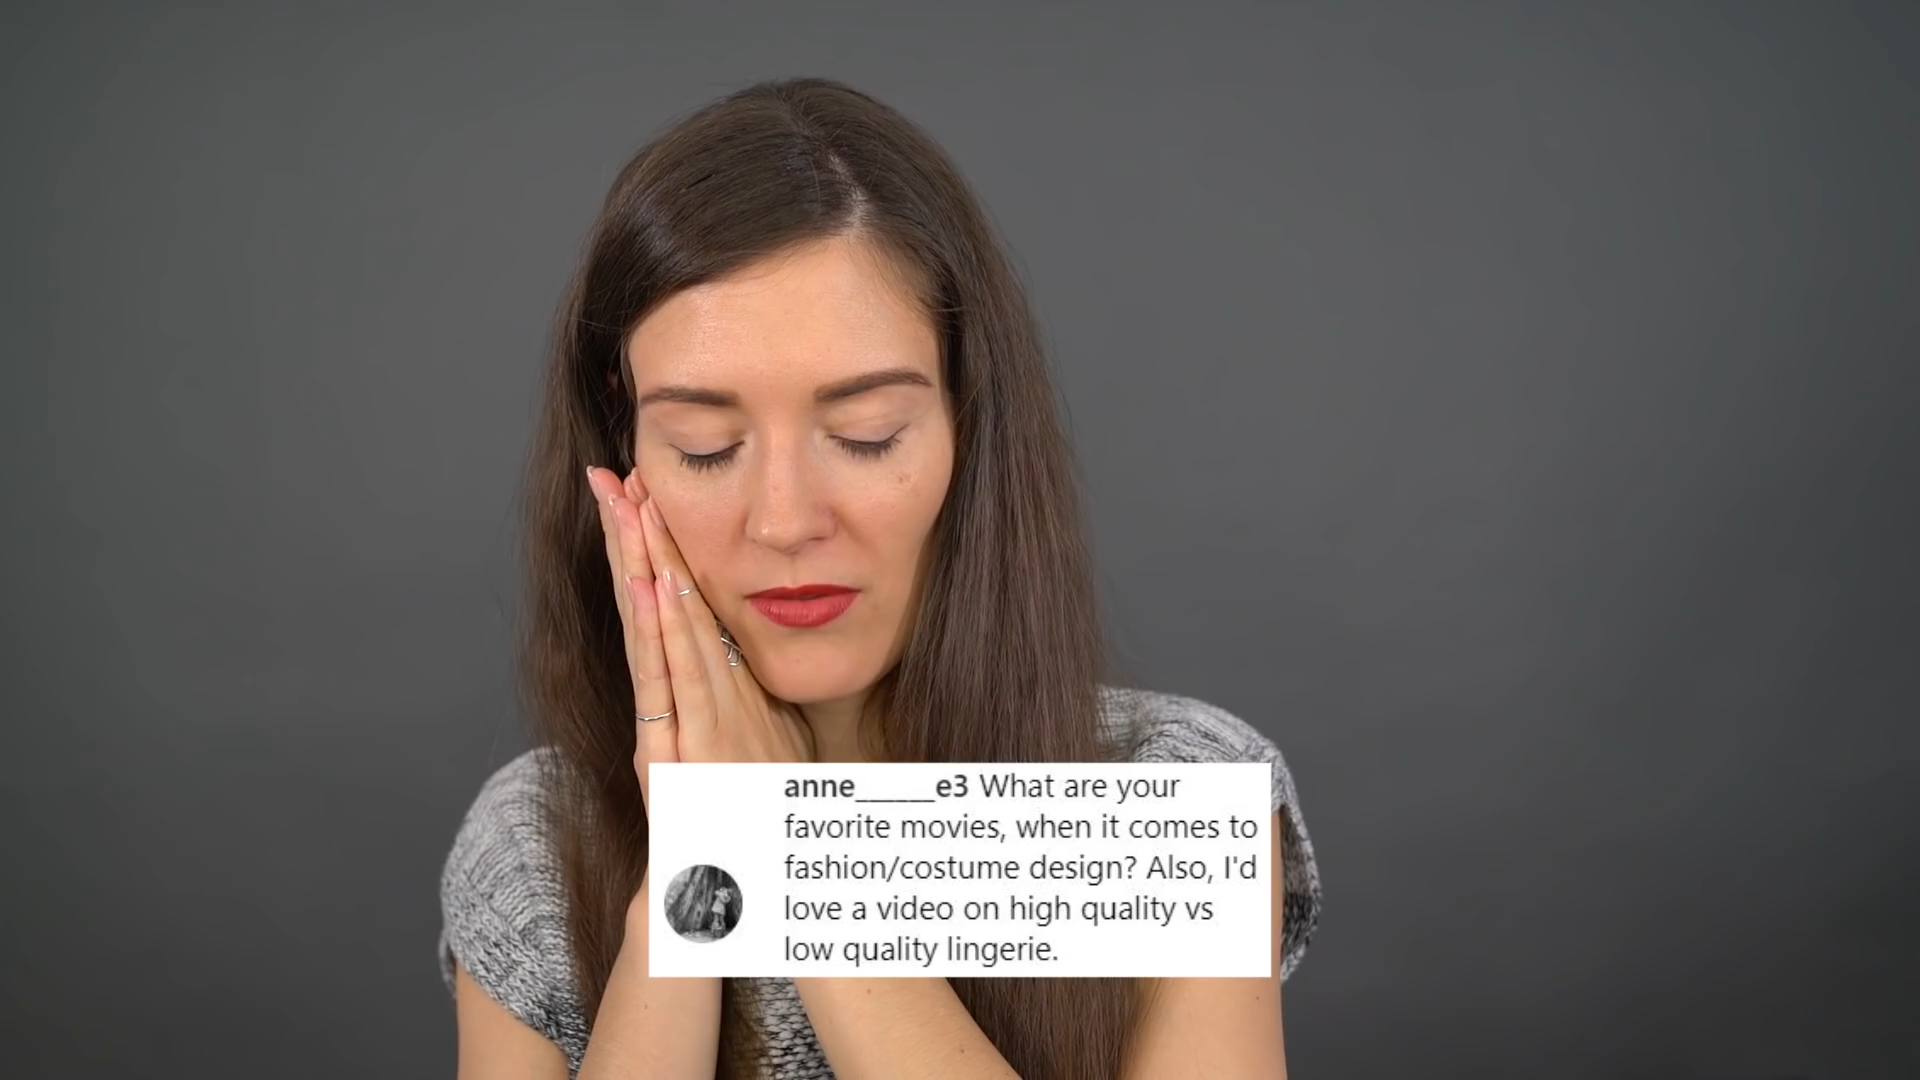 anne______e3 What are your
favorite movies, when it comes to
fashion/costume design? Also, I'd
love a video on high quality vs
low quality lingerie.